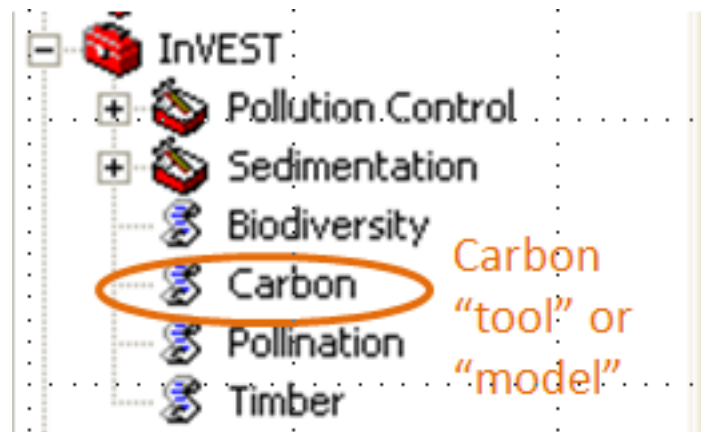 InVEST
Pollution Control
Sedimentation
Biodiversity
Carbon
Pollination
Timber
Carbon
“tool” or
“model”